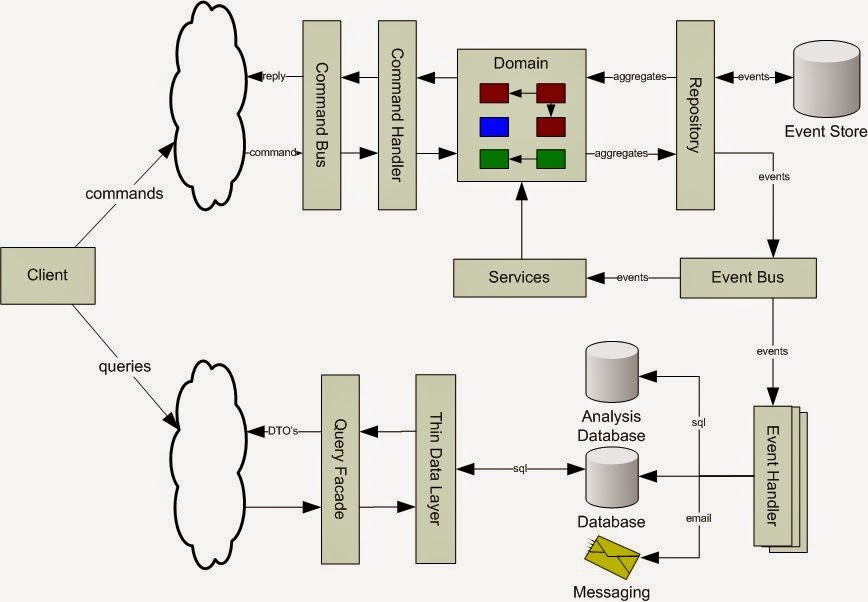 Domain
reply
Command Bus
Command Handler
aggregates
Repository
events
Event Store
command
aggregates
events
commands
Client
Services
events
Event Bus
queries
events
Analysis
Database
sql
DTO's
Query Facade
Thin Data Layer
sql
Database
Event Handler
email
Messaging